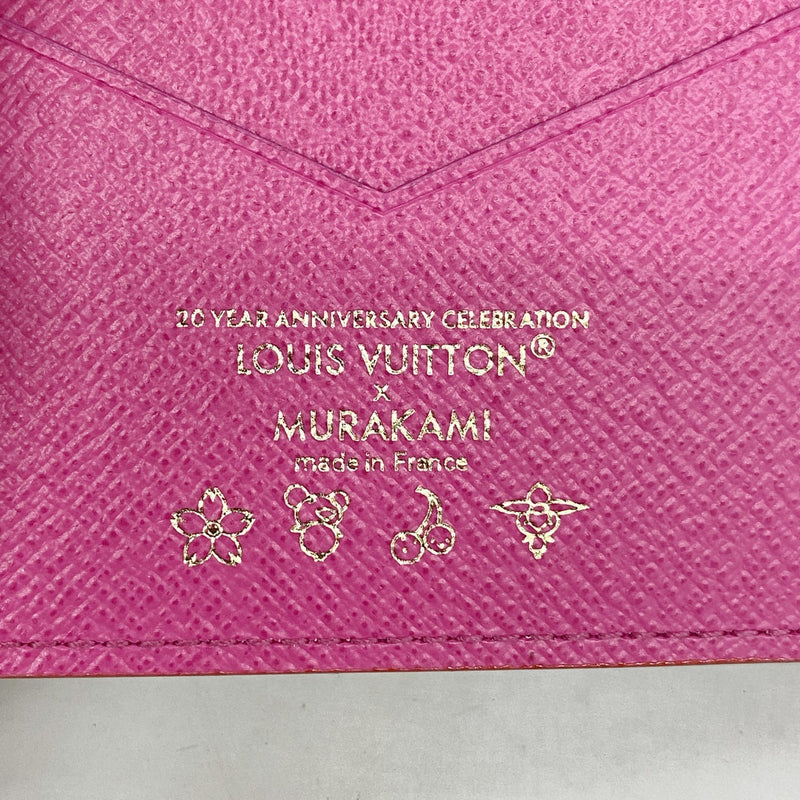 20 YEAR ANNIVERSARY CELEBRATION
LOUIS VUITTON®
x
MURAKAMI
made in France